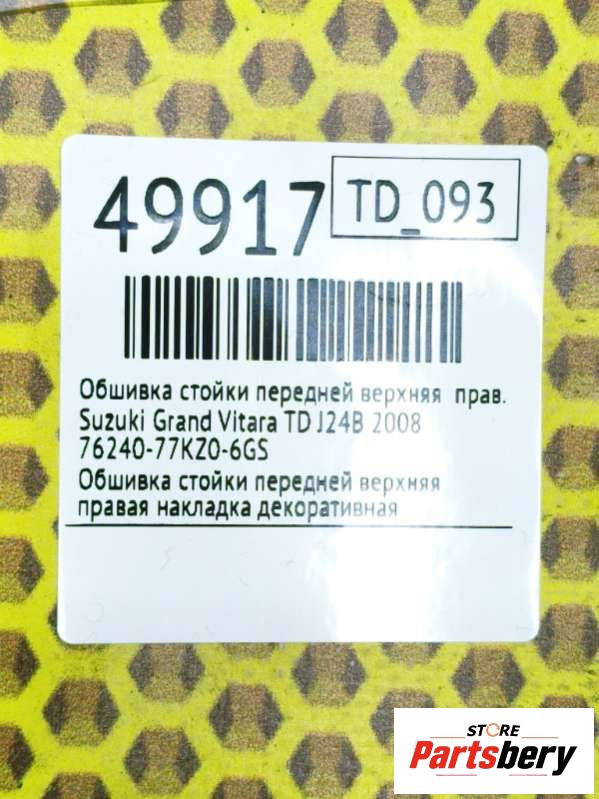 49917
TD_093
Обшивка стойки передней верхняя прав.
Suzuki Grand Vitara TD J24B 2008
76240-77KZ0-6GS
Обшивка стойки передней верхняя
правая накладка декоративная
STORE
Partsbery